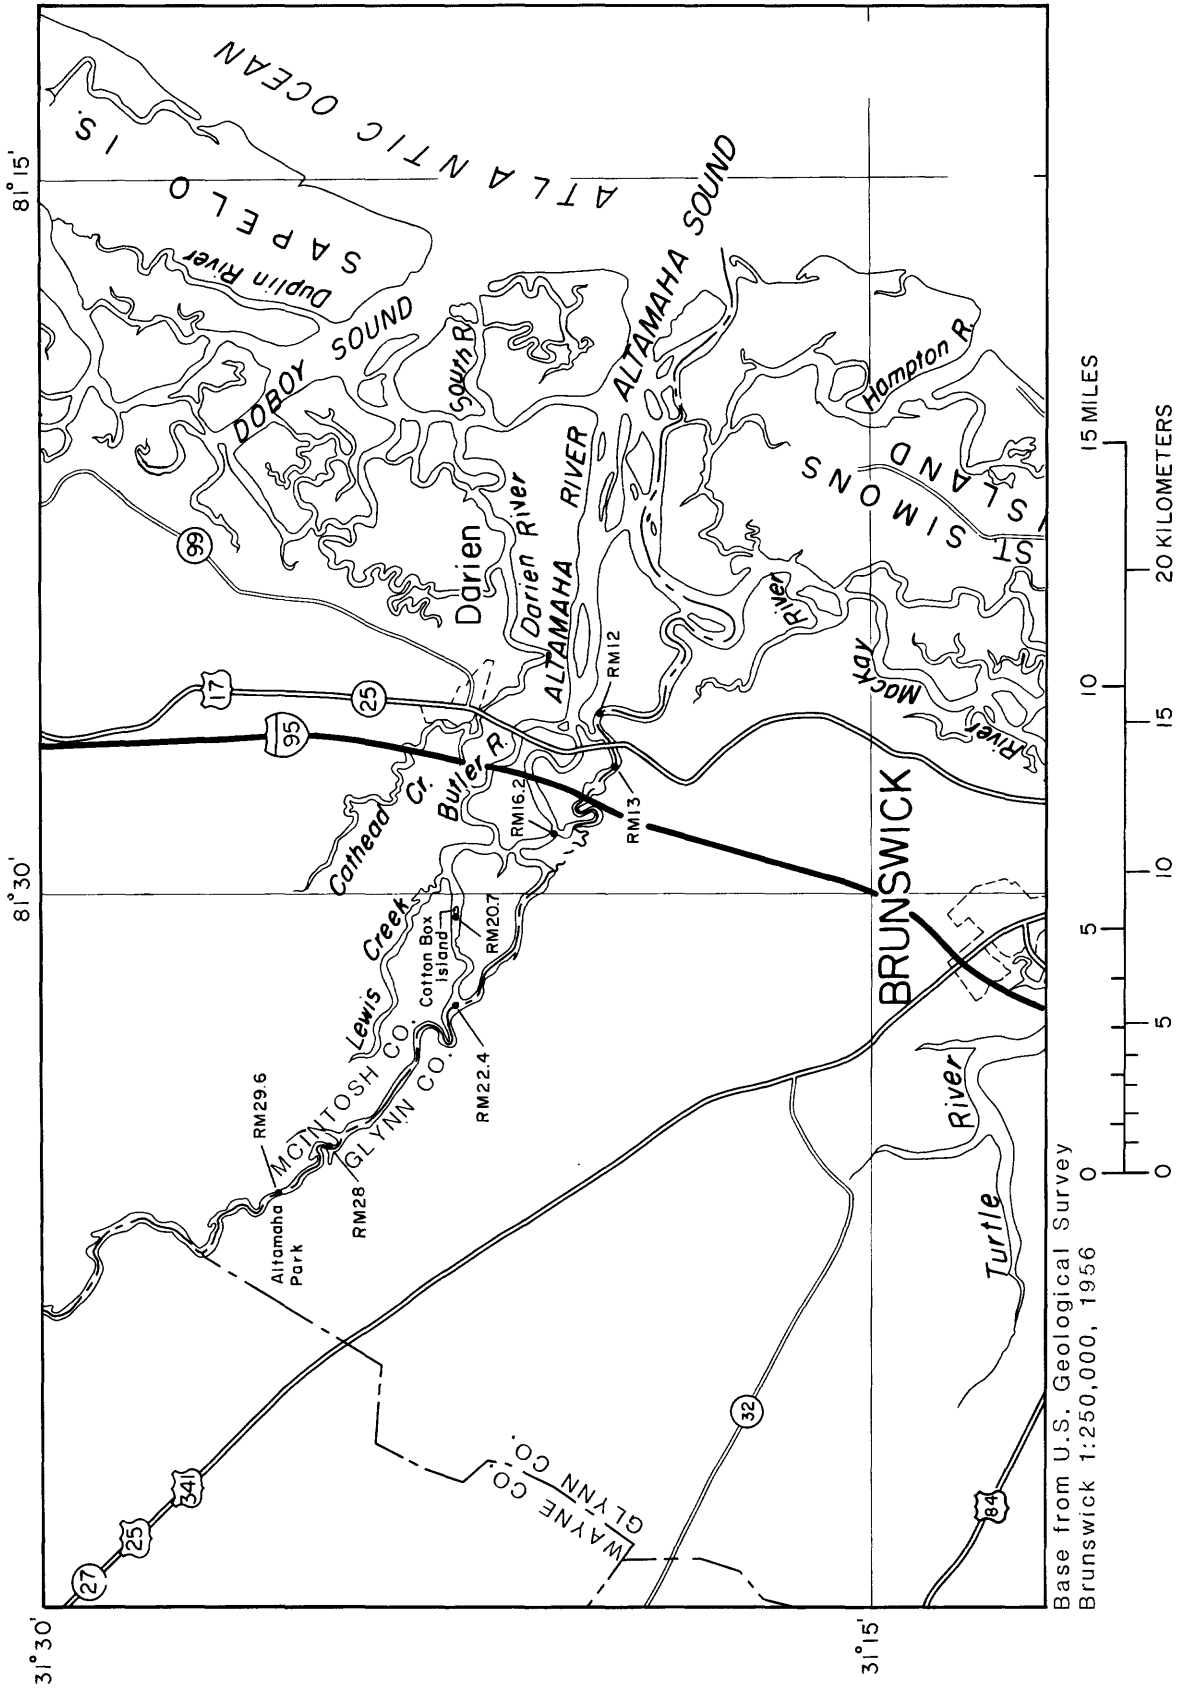 31°30'
81°30'
81°15'
31°15'
27
25
341
WAYNE CO.
GLYNN CO.
32
84
Altamaha
Park
RM29.6
RM28
MCINTOSH CO.
GLYNN CO.
RM22.4
Lewis Creek
Cotton Box
Island
RM20.7
Cathead Cr.
Butler R.
RM16.2
RM13
RM12
95
17
25
99
Darien
Darien River
ALTAMAHA RIVER
ALTAMAHA
South R.
DOBOY SOUND
Duplin River
SAPELO IS.
ATLANTIC OCEAN
ALTAMAHA SOUND
Hampton R.
ST SIMONS
ISLAND
River
Mackay
River
BRUNSWICK
Turtle River
Base from U.S. Geological Survey
Brunswick 1:250,000, 1956
0 5 10 15 MILES
0 5 10 15 20 KILOMETERS